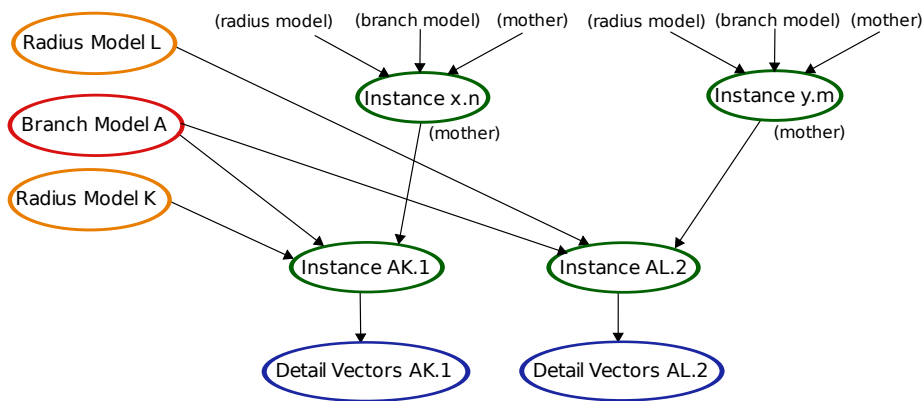 (radius model)
(branch model)
(mother)
(radius model)
(branch model)
(mother)
Radius Model L
Instance x.n
Instance y.m
Branch Model A
(mother)
(mother)
Radius Model K
Instance AK.1
Instance AL.2
Detail Vectors AK.1
Detail Vectors AL.2